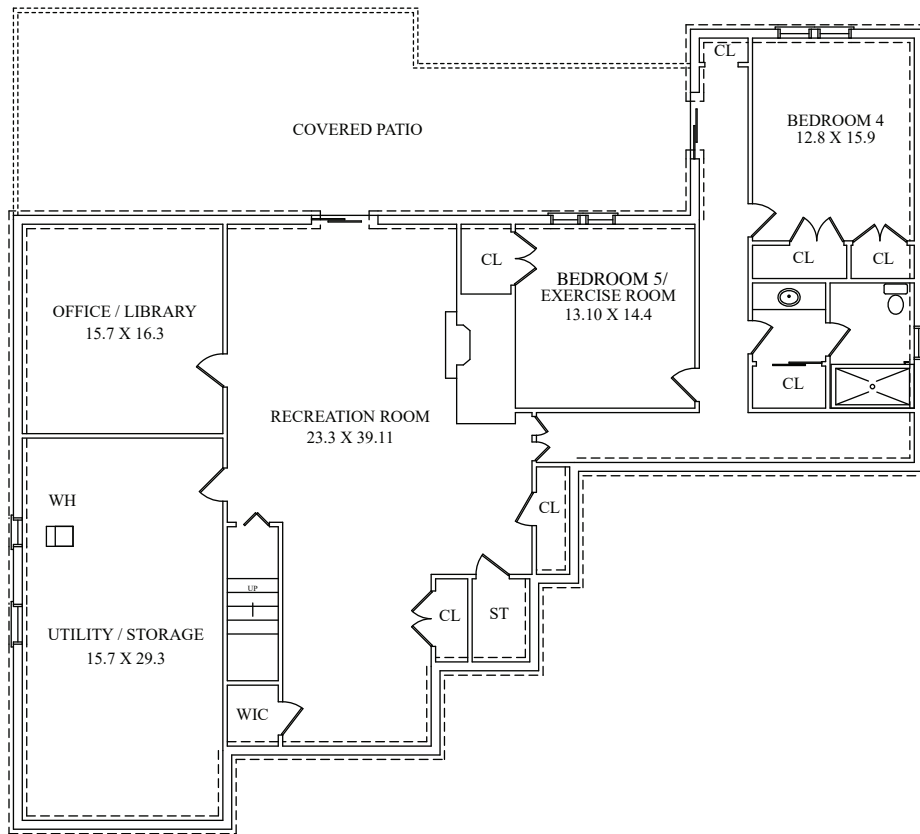 CL
BEDROOM 4
12.8 X 15.9
COVERED PATIO
CL
CL
CL
BEDROOM 5/
EXERCISE ROOM
13.10 X 14.4
OFFICE / LIBRARY
15.7 X 16.3
CL
RECREATION ROOM
23.3 X 39.11
WH
CL
UP
CL
ST
UTILITY / STORAGE
15.7 X 29.3
WIC